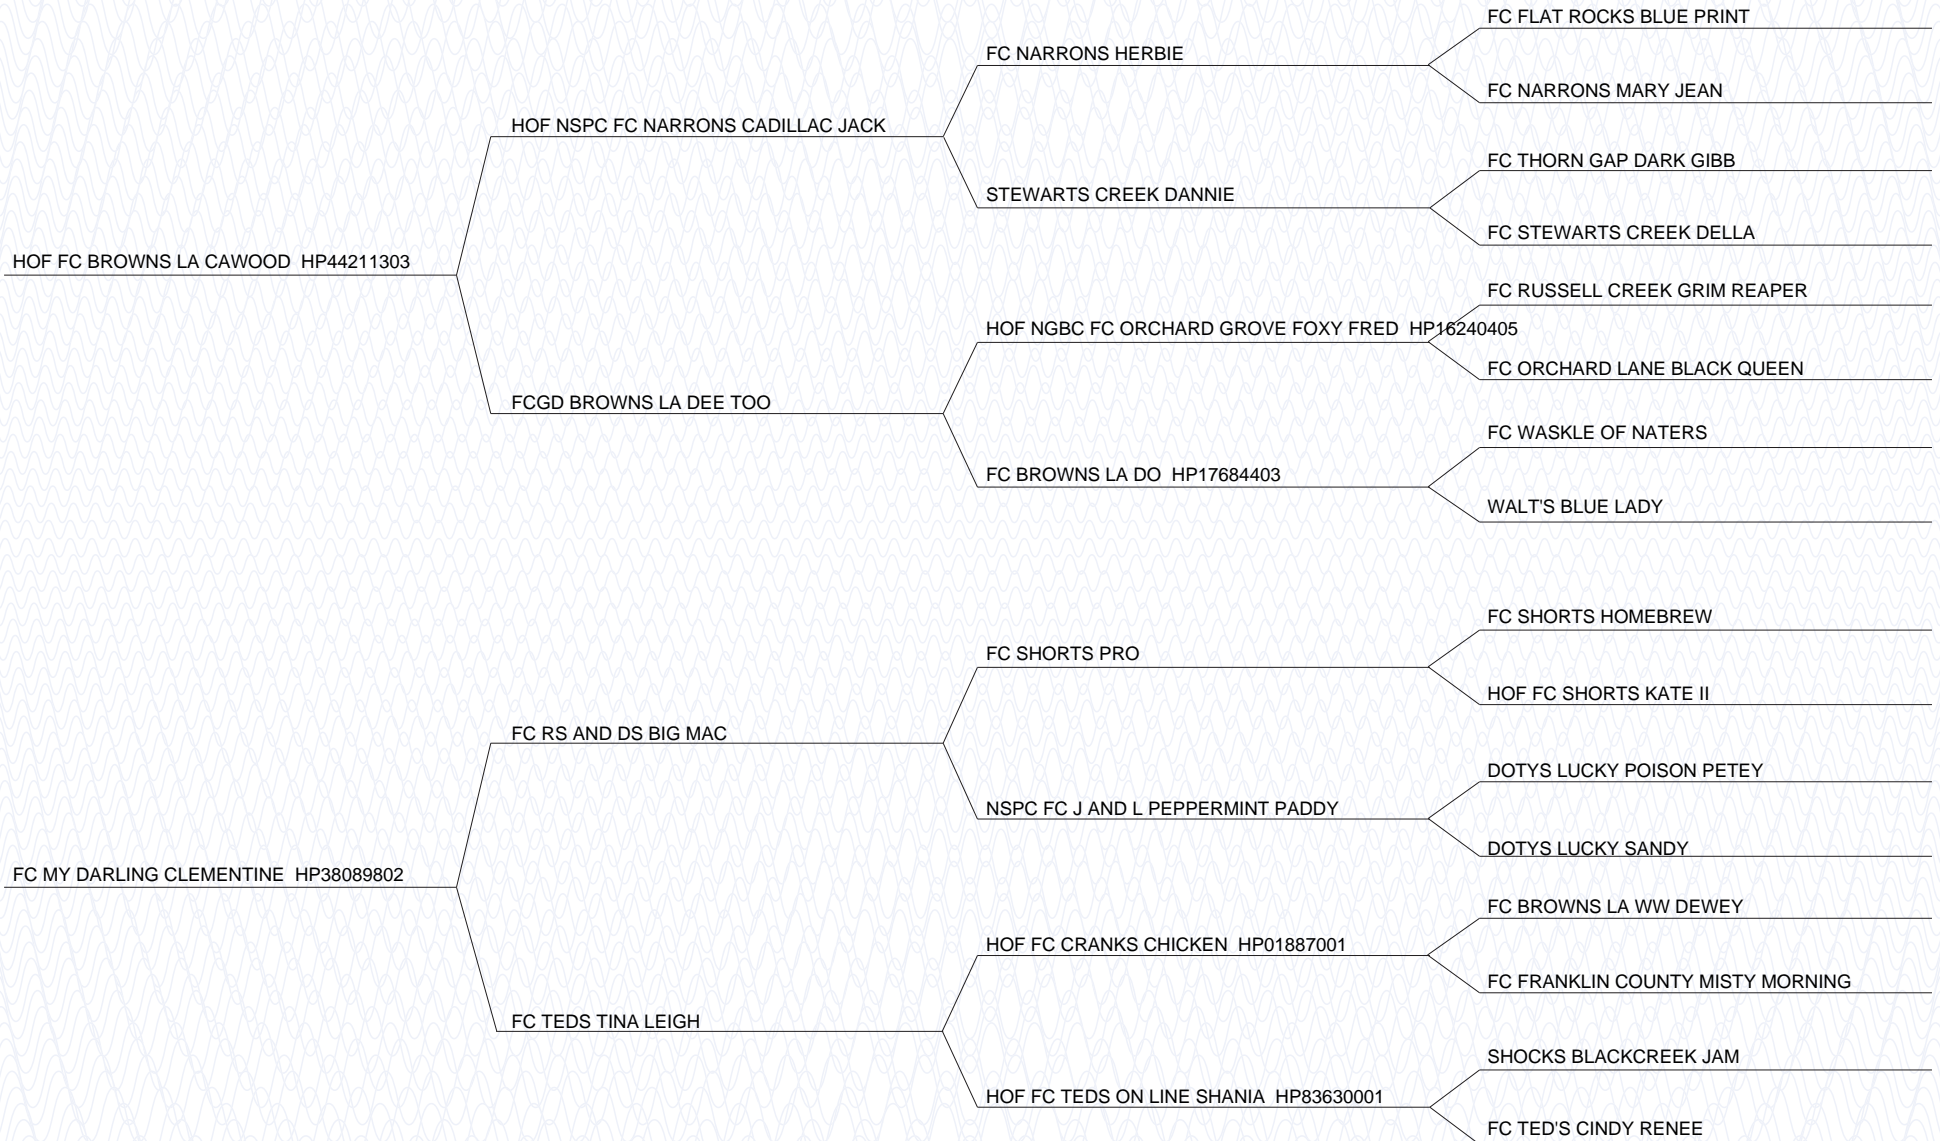 FC FLAT ROCKS BLUE PRINT
FC NARRONS HERBIE
FC NARRONS MARY JEAN
HOF NSPC FC NARRONS CADILLAC JACK
FC THORN GAP DARK GIBB
STEWARTS CREEK DANNIE
FC STEWARTS CREEK DELLA
HOF FC BROWNS LA CAWOOD HP44211303
FC RUSSELL CREEK GRIM REAPER
HOF NGBC FC ORCHARD GROVE FOXY FRED HP16240405
FC ORCHARD LANE BLACK QUEEN
FCGD BROWNS LA DEE TOO
FC WASKLE OF NATERS
FC BROWNS LA DO HP17684403
WALT'S BLUE LADY
FC SHORTS HOMEBREW
FC SHORTS PRO
HOF FC SHORTS KATE II
FC RS AND DS BIG MAC
DOTYS LUCKY POISON PETEY
NSPC FC J AND L PEPPERMINT PADDY
DOTYS LUCKY SANDY
FC MY DARLING CLEMENTINE HP38089802
FC BROWNS LA WW DEWEY
HOF FC CRANKS CHICKEN HP01887001
FC FRANKLIN COUNTY MISTY MORNING
FC TEDS TINA LEIGH
SHOCKS BLACKCREEK JAM
HOF FC TEDS ON LINE SHANIA HP83630001
FC TED'S CINDY RENEE